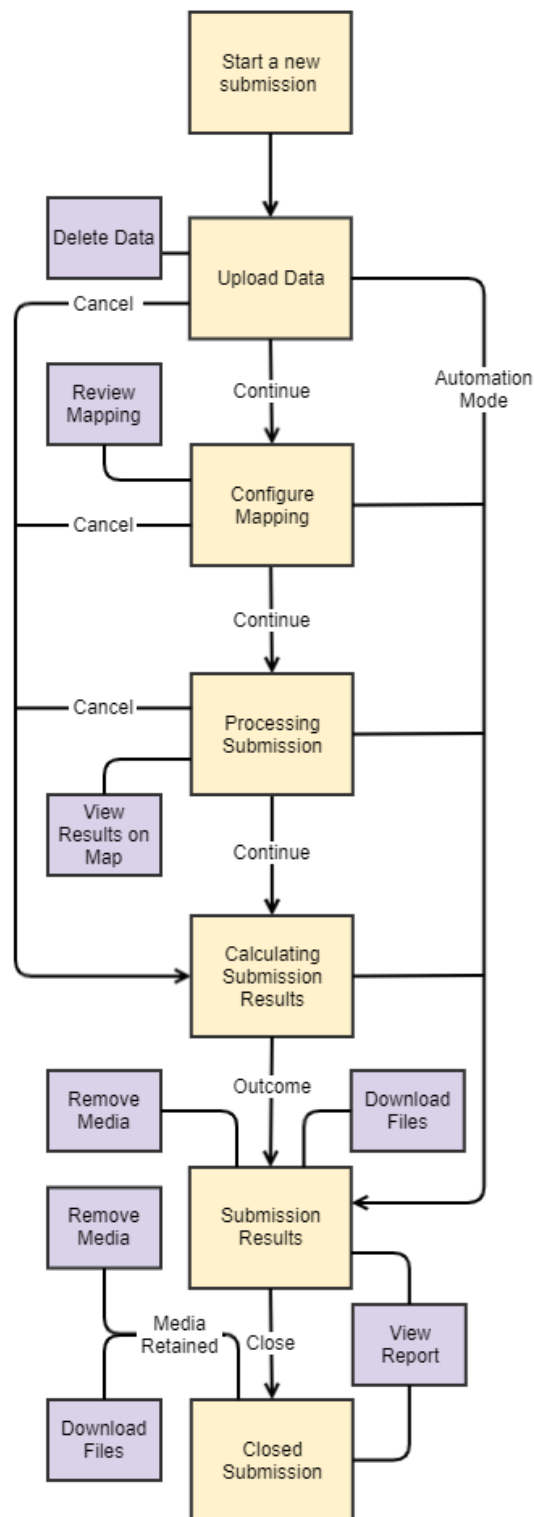 Start a new
submission
Delete Data
Upload Data
Cancel
Continue
Automation
Mode
Review
Mapping
Configure
Mapping
Cancel
Continue
Cancel
Processing
Submission
View
Results on
Map
Continue
Calculating
Submission
Results
Outcome
Remove
Media
Download
Files
Remove
Media
Submission
Results
Media
Retained
Close
View
Report
Download
Files
Closed
Submission